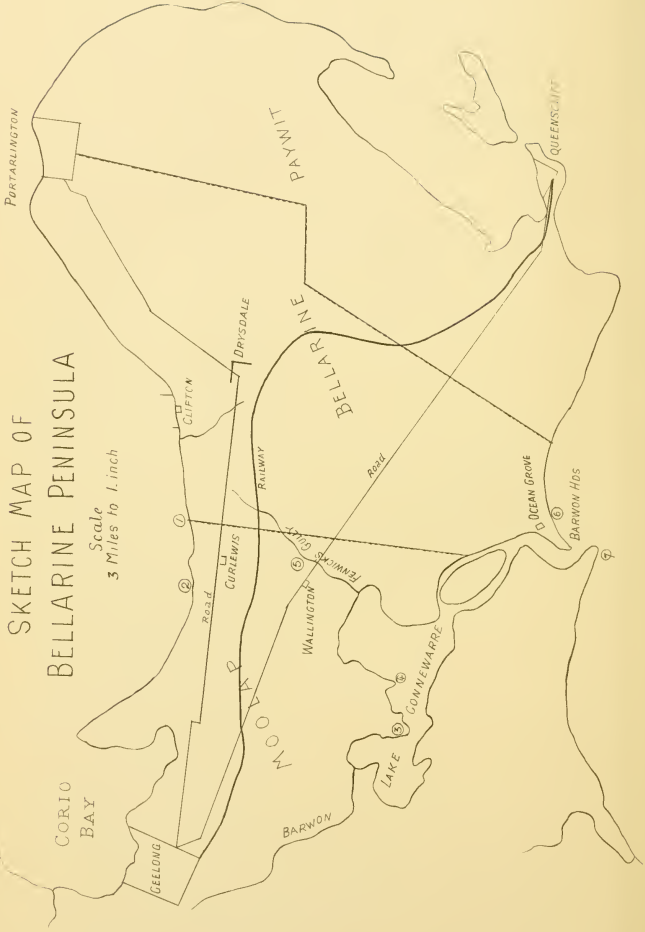 SKETCH MAP OF
BELLARINE PENINSULA
Scale
3 Miles to 1 inch
PORTARLINGTON
PAYWIT
QUEENSCLIFF
DRYSDALE
CLIFTON
BELLARINE
RAILWAY
ROAD
OCEAN GROVE
BARWON HDS
①
②
Road
CURLEWIS
⑤
FENWICKS GULLY
WALLINGTON
⑥
⑦
MOOLAP
④
③
LAKE CONNEWARRE
CORIO
BAY
GEELONG
BARWON